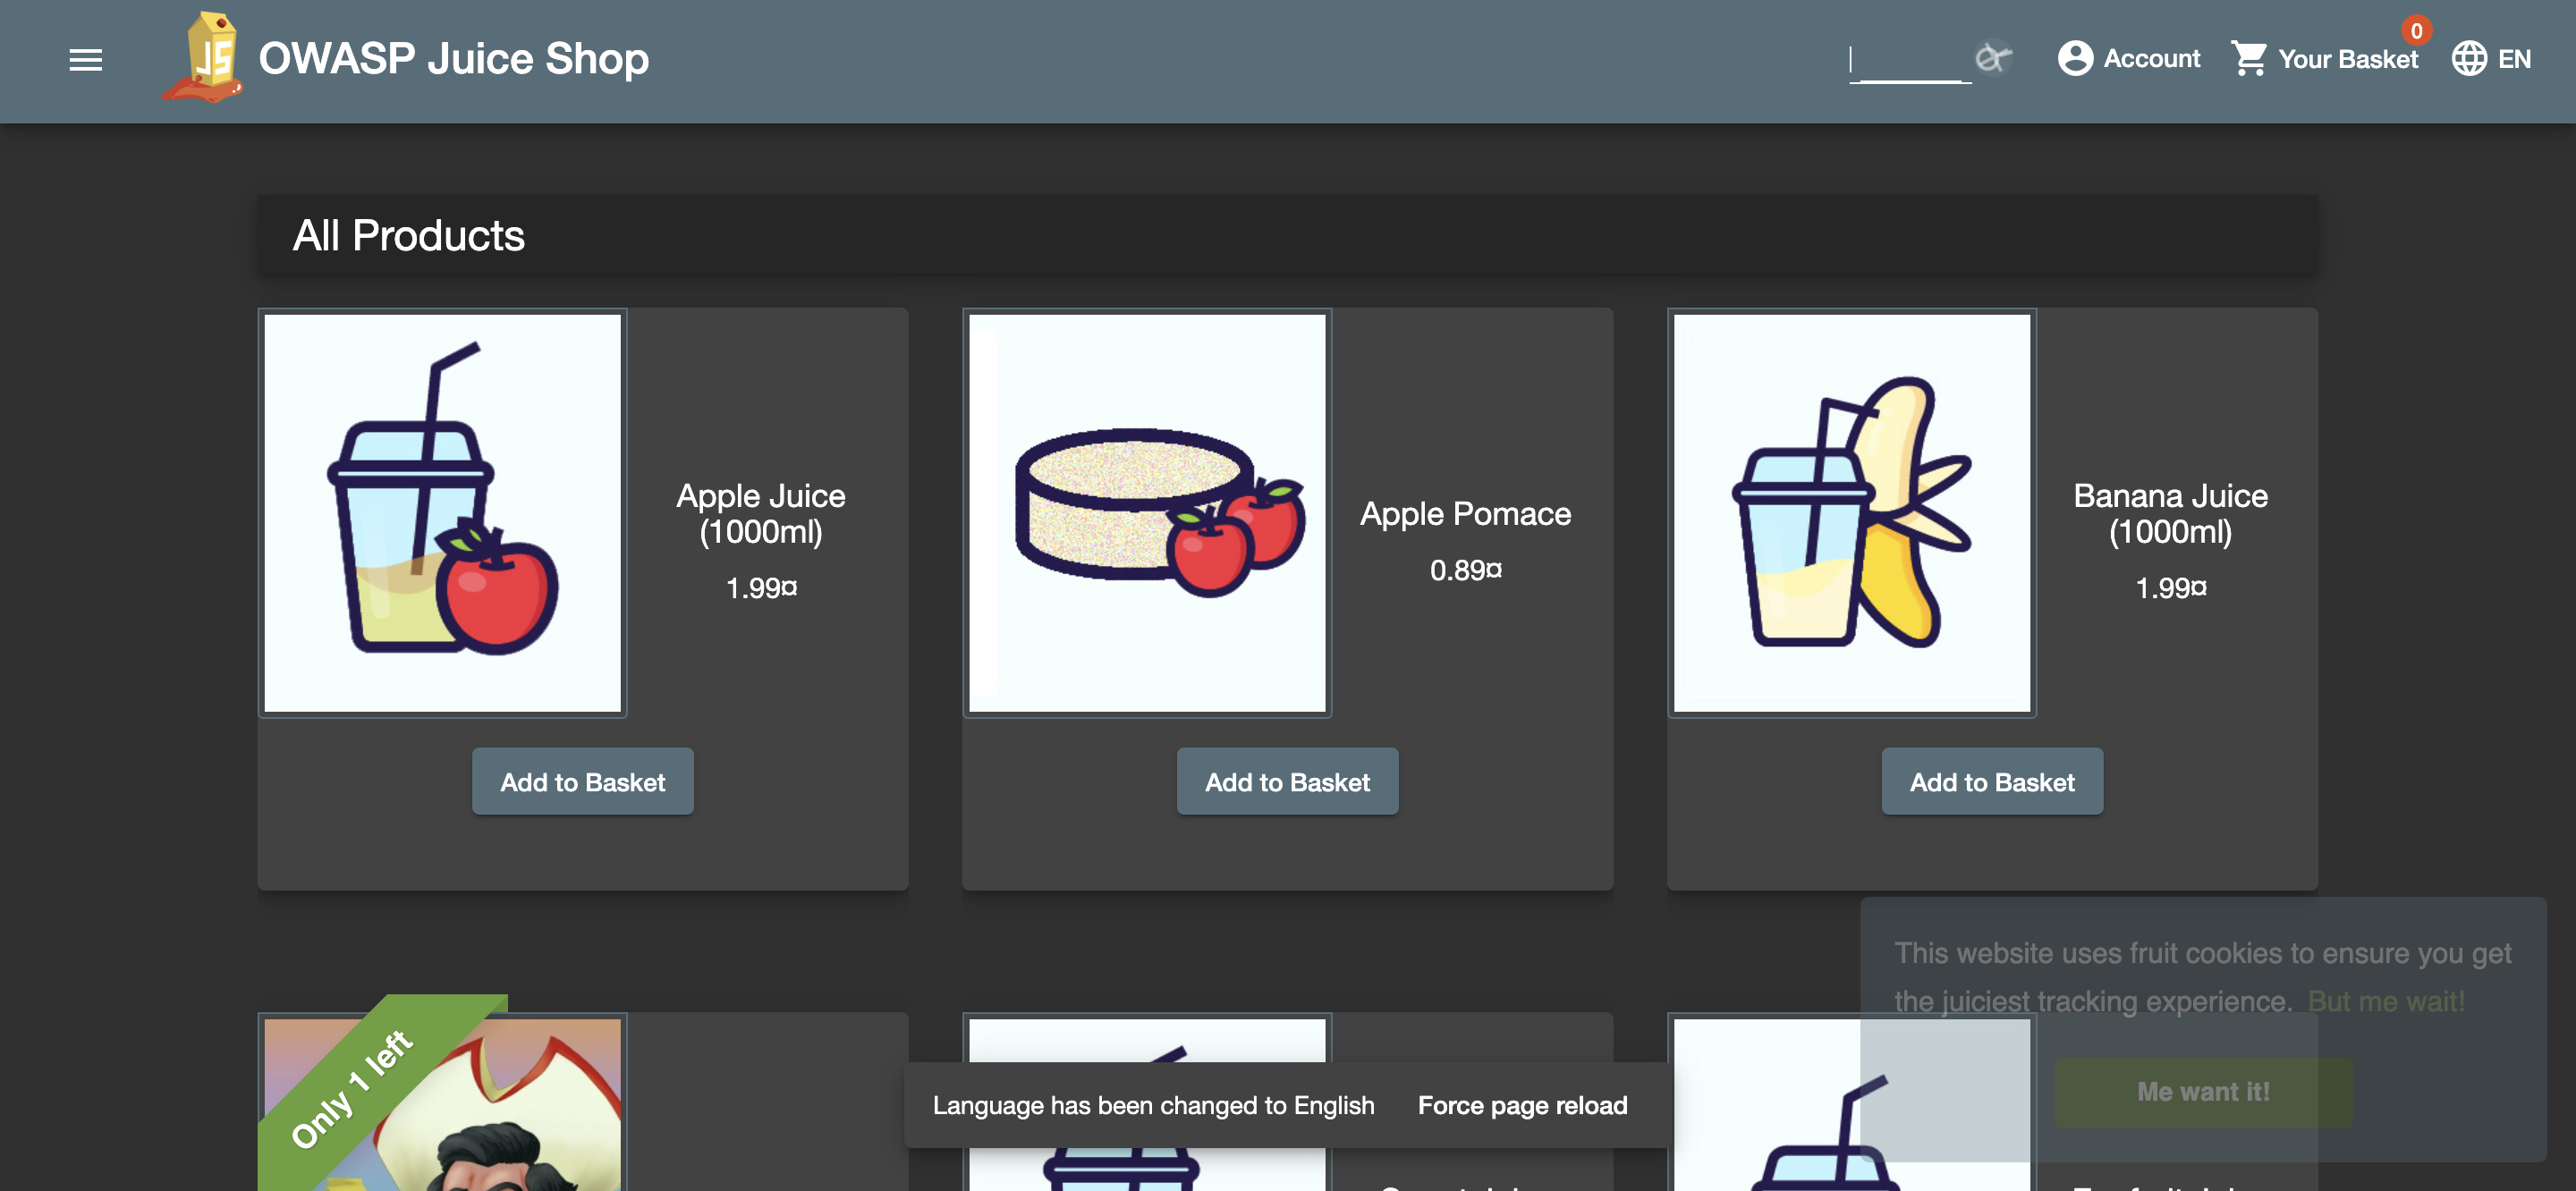 JS
OWASP Juice Shop
Account
Your Basket
0
EN
All Products
Apple Juice
(1000ml)
1.99¤
Add to Basket
Apple Pomace
0.89¤
Add to Basket
Banana Juice
(1000ml)
1.99¤
Add to Basket
Only 1 left
This website uses fruit cookies to ensure you get
the juiciest tracking experience. But me wait!
Me want it!
Language has been changed to English
Force page reload